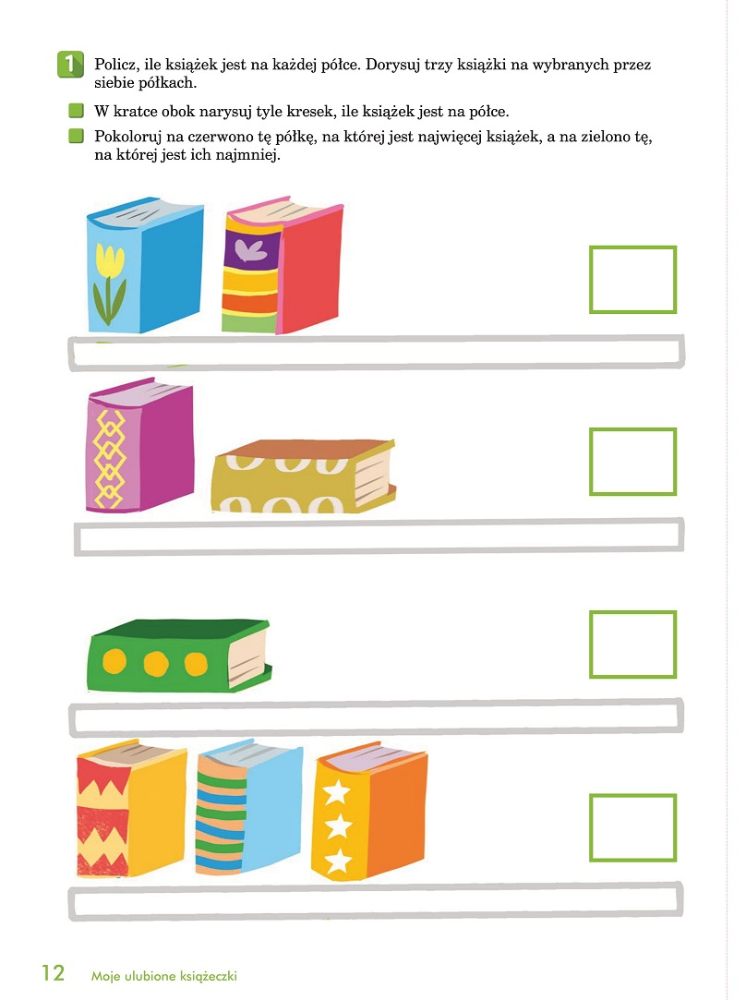 1 Policz, ile książek jest na każdej półce. Dorysuj trzy książki na wybranych przez
siebie półkach.
W kratce obok narysuj tyle kresek, ile książek jest na półce.
Pokoloruj na czerwono tę półkę, na której jest najwięcej książek, a na zielono tę,
na której jest ich najmniej.
12 Moje ulubione książeczki